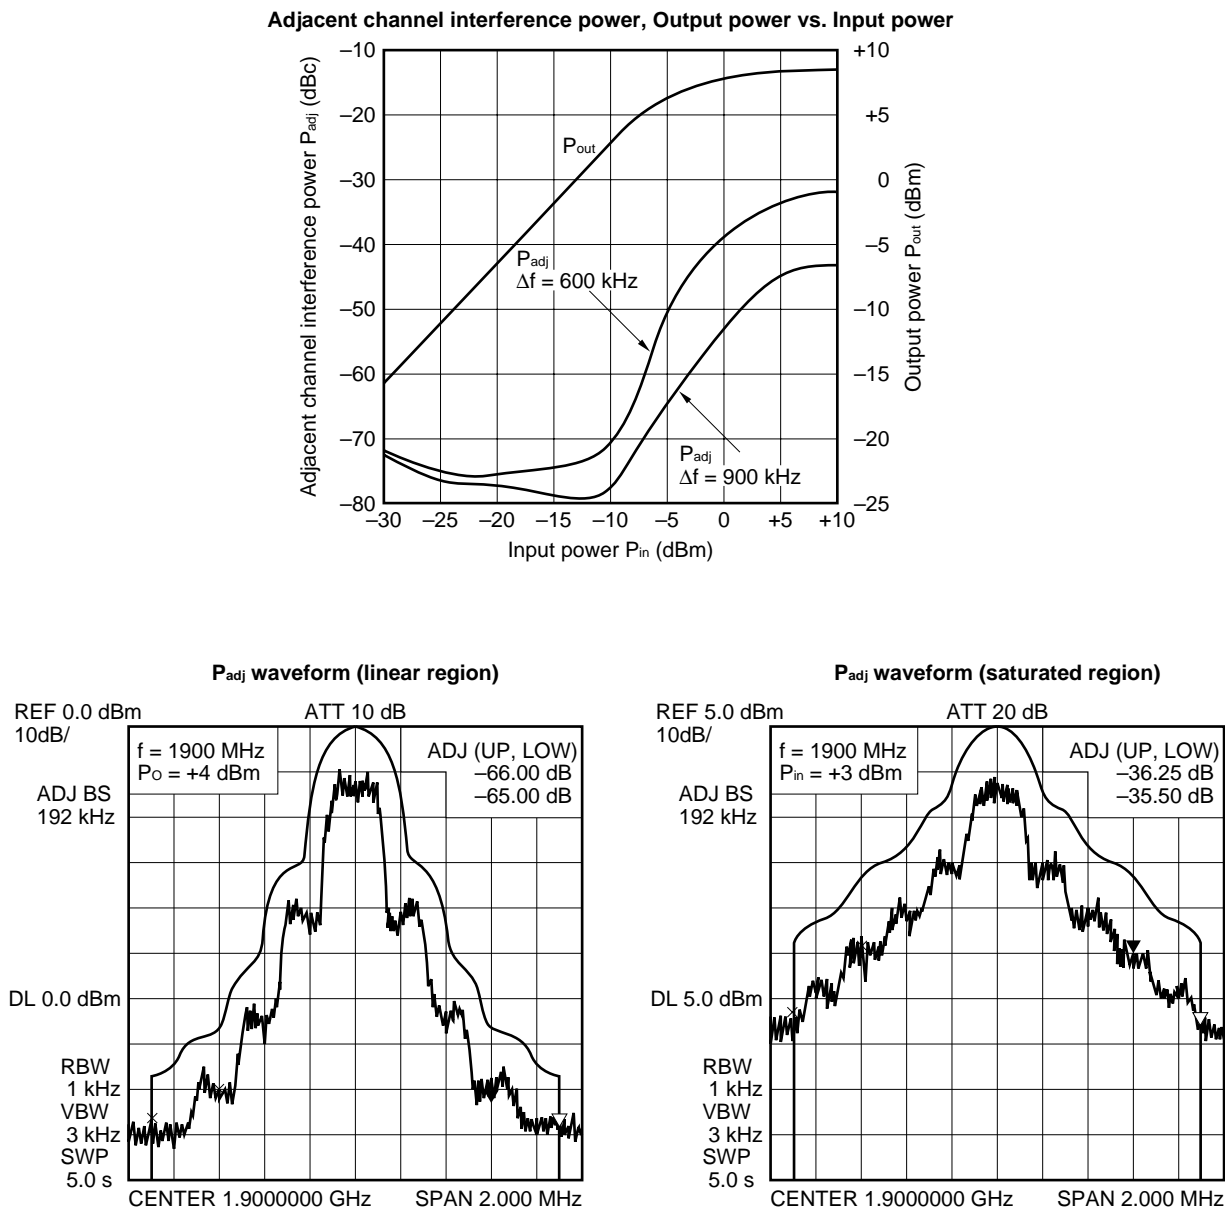 Adjacent channel interference power, Output power vs. Input power
Adjacent channel interference power Padj (dBc)
–10
–20
–30
–40
–50
–60
–70
–80
+10
+5
0
–5
–10
–15
–20
–25
Output power Pout (dBm)
Pout
Padj
Δf = 600 kHz
Padj
Δf = 900 kHz
–30 –25 –20 –15 –10 –5 0 +5 +10
Input power Pin (dBm)
Padj waveform (linear region)
REF 0.0 dBm ATT 10 dB
10dB/
f = 1900 MHz
PO = +4 dBm
ADJ (UP, LOW)
–66.00 dB
–65.00 dB
ADJ BS
192 kHz
DL 0.0 dBm
RBW
1 kHz
VBW
3 kHz
SWP
5.0 s
CENTER 1.9000000 GHz SPAN 2.000 MHz
Padj waveform (saturated region)
REF 5.0 dBm ATT 20 dB
10dB/
f = 1900 MHz
Pin = +3 dBm
ADJ (UP, LOW)
–36.25 dB
–35.50 dB
ADJ BS
192 kHz
DL 5.0 dBm
RBW
1 kHz
VBW
3 kHz
SWP
5.0 s
CENTER 1.9000000 GHz SPAN 2.000 MHz